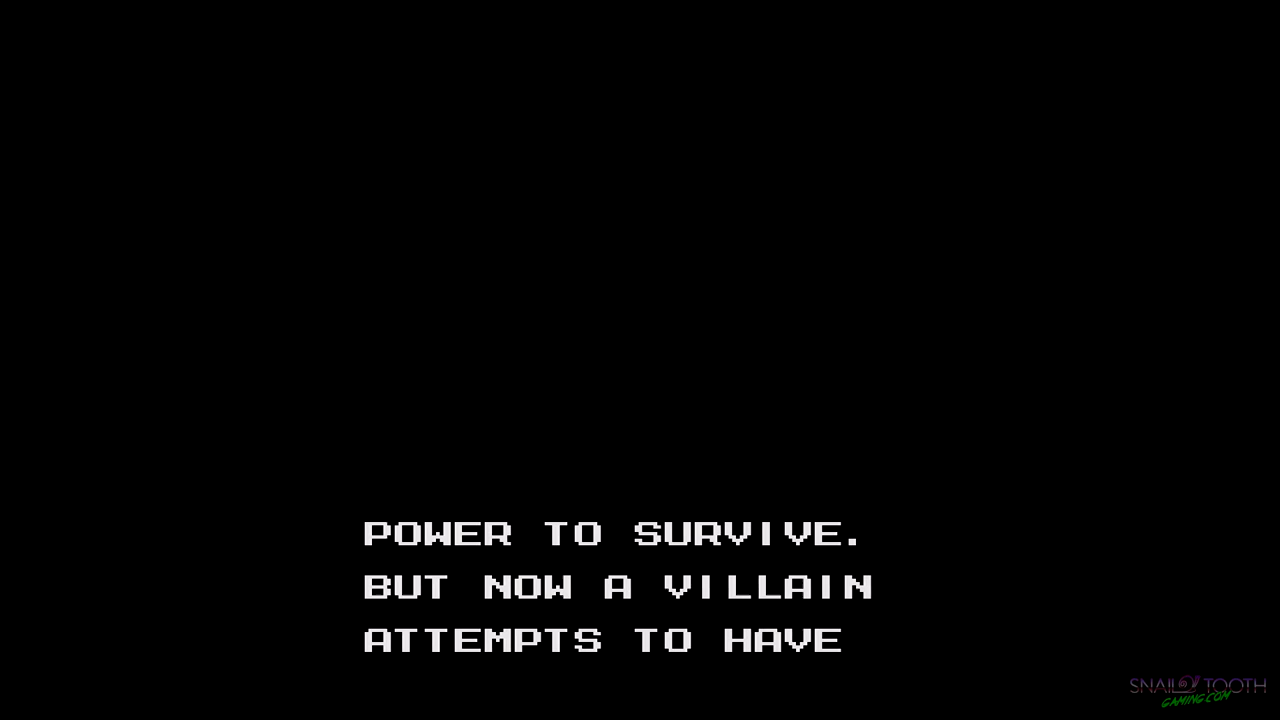 POWER TO SURVIVE.
BUT NOW A VILLAIN
ATTEMPTS TO HAVE
SNAIL TOOTH
GAMING.COM